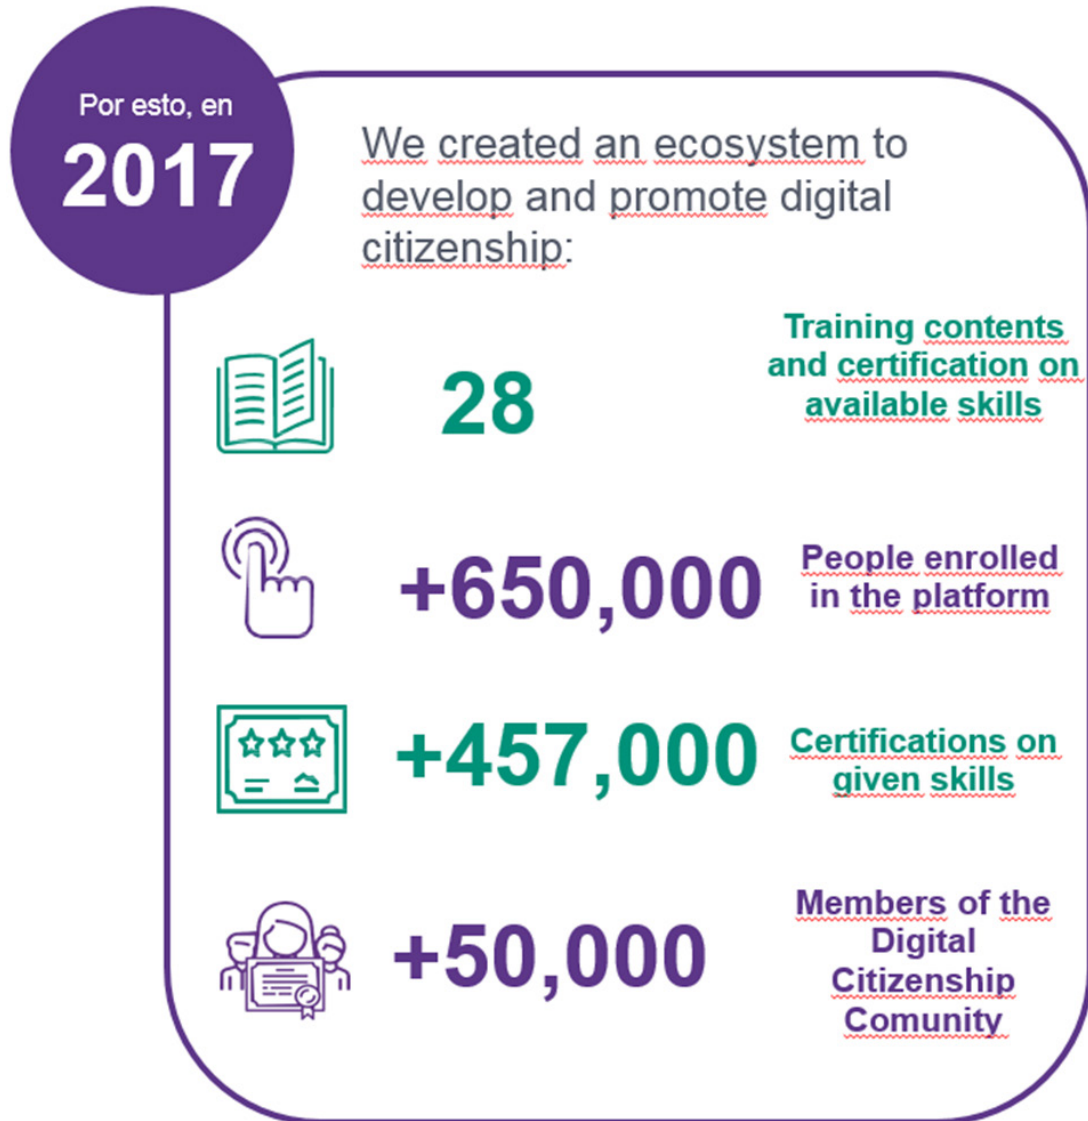 Por esto, en
2017
We created an ecosystem to
develop and promote digital
citizenship:
28
Training contents
and certification on
available skills
+650,000
People enrolled
in the platform
+457,000
Certifications on
given skills
+50,000
Members of the
Digital
Citizenship
Comunity